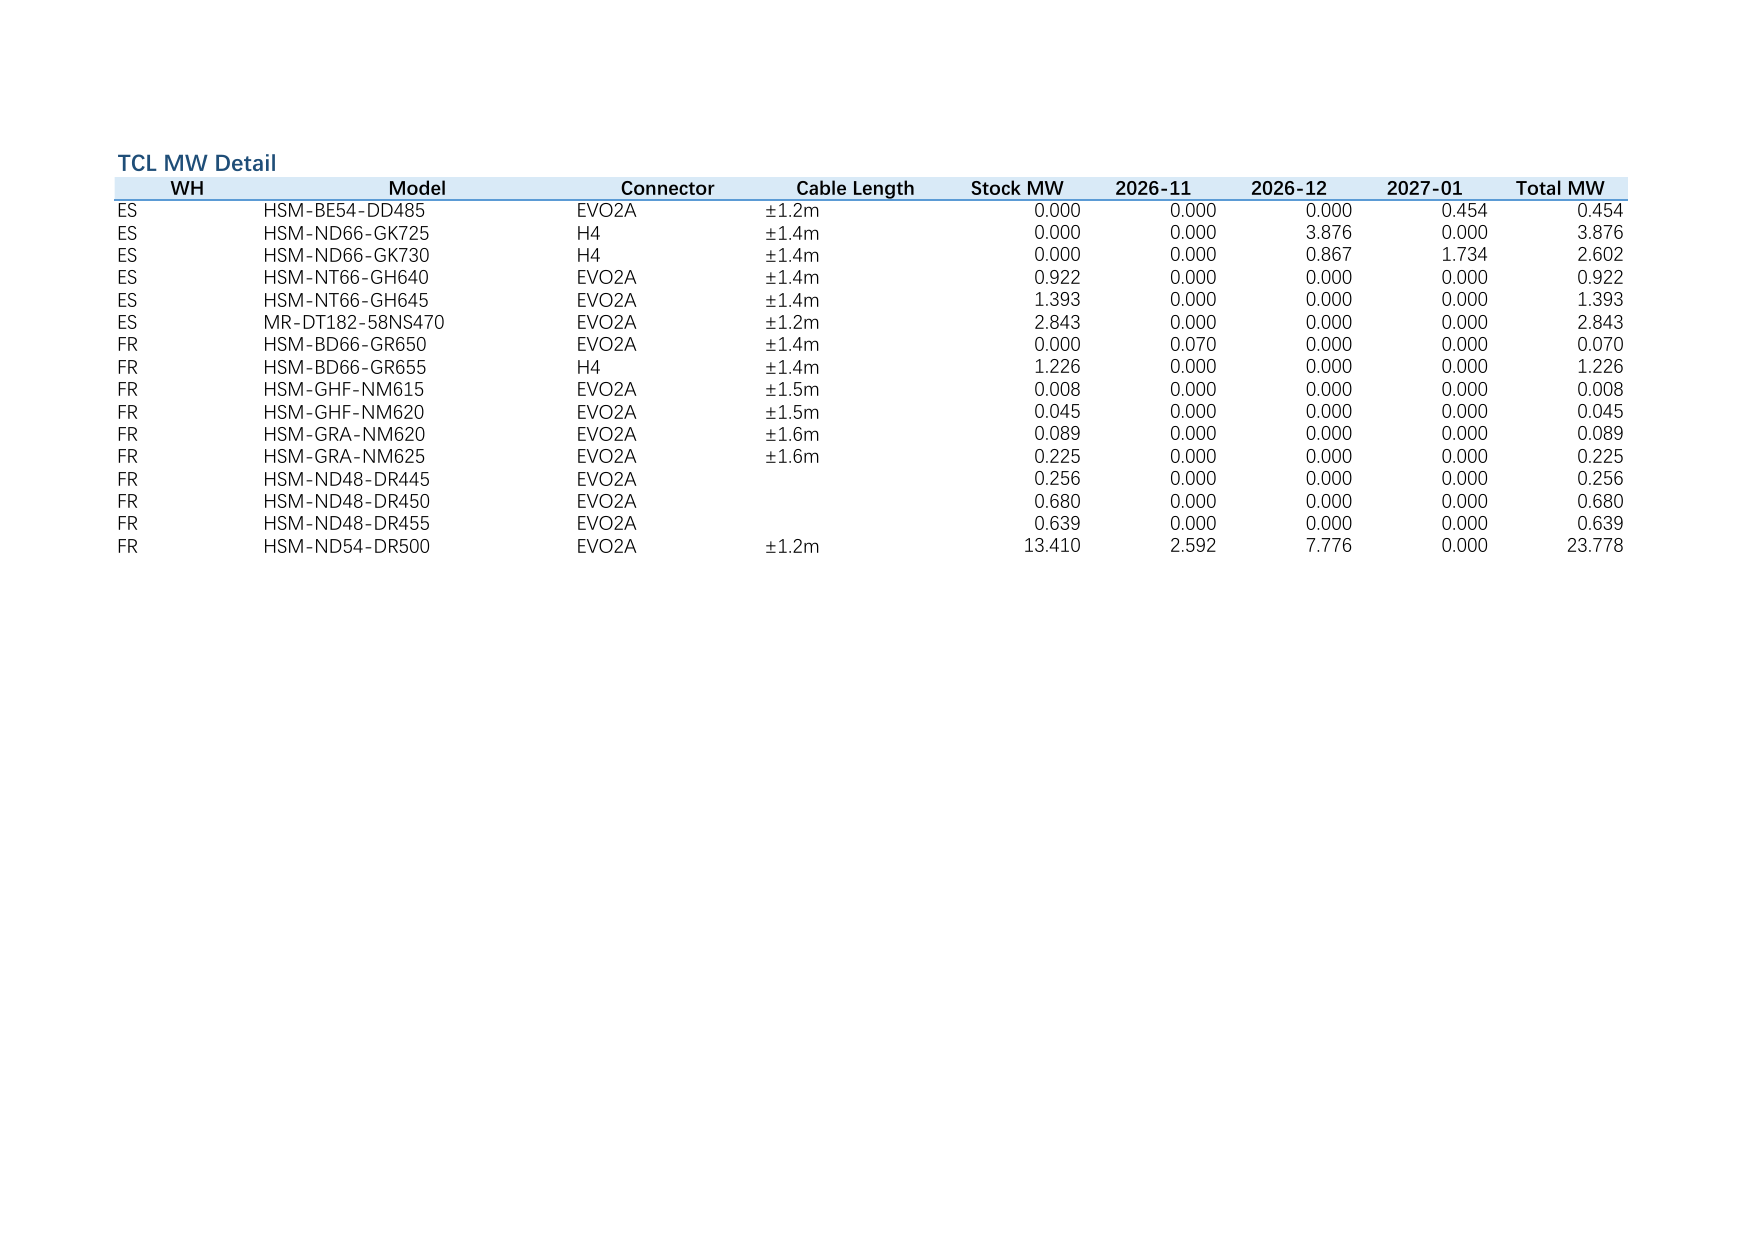 TCL MW Detail
WH Model Connector Cable Length Stock MW 2026-11 2026-12 2027-01 Total MW
ES HSM-BE54-DD485 EVO2A ±1.2m 0.000 0.000 0.000 0.454 0.454
ES HSM-ND66-GK725 H4 ±1.4m 0.000 0.000 3.876 0.000 3.876
ES HSM-ND66-GK730 H4 ±1.4m 0.000 0.000 0.867 1.734 2.602
ES HSM-NT66-GH640 EVO2A ±1.4m 0.922 0.000 0.000 0.000 0.922
ES HSM-NT66-GH645 EVO2A ±1.4m 1.393 0.000 0.000 0.000 1.393
ES MR-DT182-58NS470 EVO2A ±1.2m 2.843 0.000 0.000 0.000 2.843
FR HSM-BD66-GR650 EVO2A ±1.4m 0.000 0.070 0.000 0.000 0.070
FR HSM-BD66-GR655 H4 ±1.4m 1.226 0.000 0.000 0.000 1.226
FR HSM-GHF-NM615 EVO2A ±1.5m 0.008 0.000 0.000 0.000 0.008
FR HSM-GHF-NM620 EVO2A ±1.5m 0.045 0.000 0.000 0.000 0.045
FR HSM-GRA-NM620 EVO2A ±1.6m 0.089 0.000 0.000 0.000 0.089
FR HSM-GRA-NM625 EVO2A ±1.6m 0.225 0.000 0.000 0.000 0.225
FR HSM-ND48-DR445 EVO2A 0.256 0.000 0.000 0.000 0.256
FR HSM-ND48-DR450 EVO2A 0.680 0.000 0.000 0.000 0.680
FR HSM-ND48-DR455 EVO2A 0.639 0.000 0.000 0.000 0.639
FR HSM-ND54-DR500 EVO2A ±1.2m 13.410 2.592 7.776 0.000 23.778